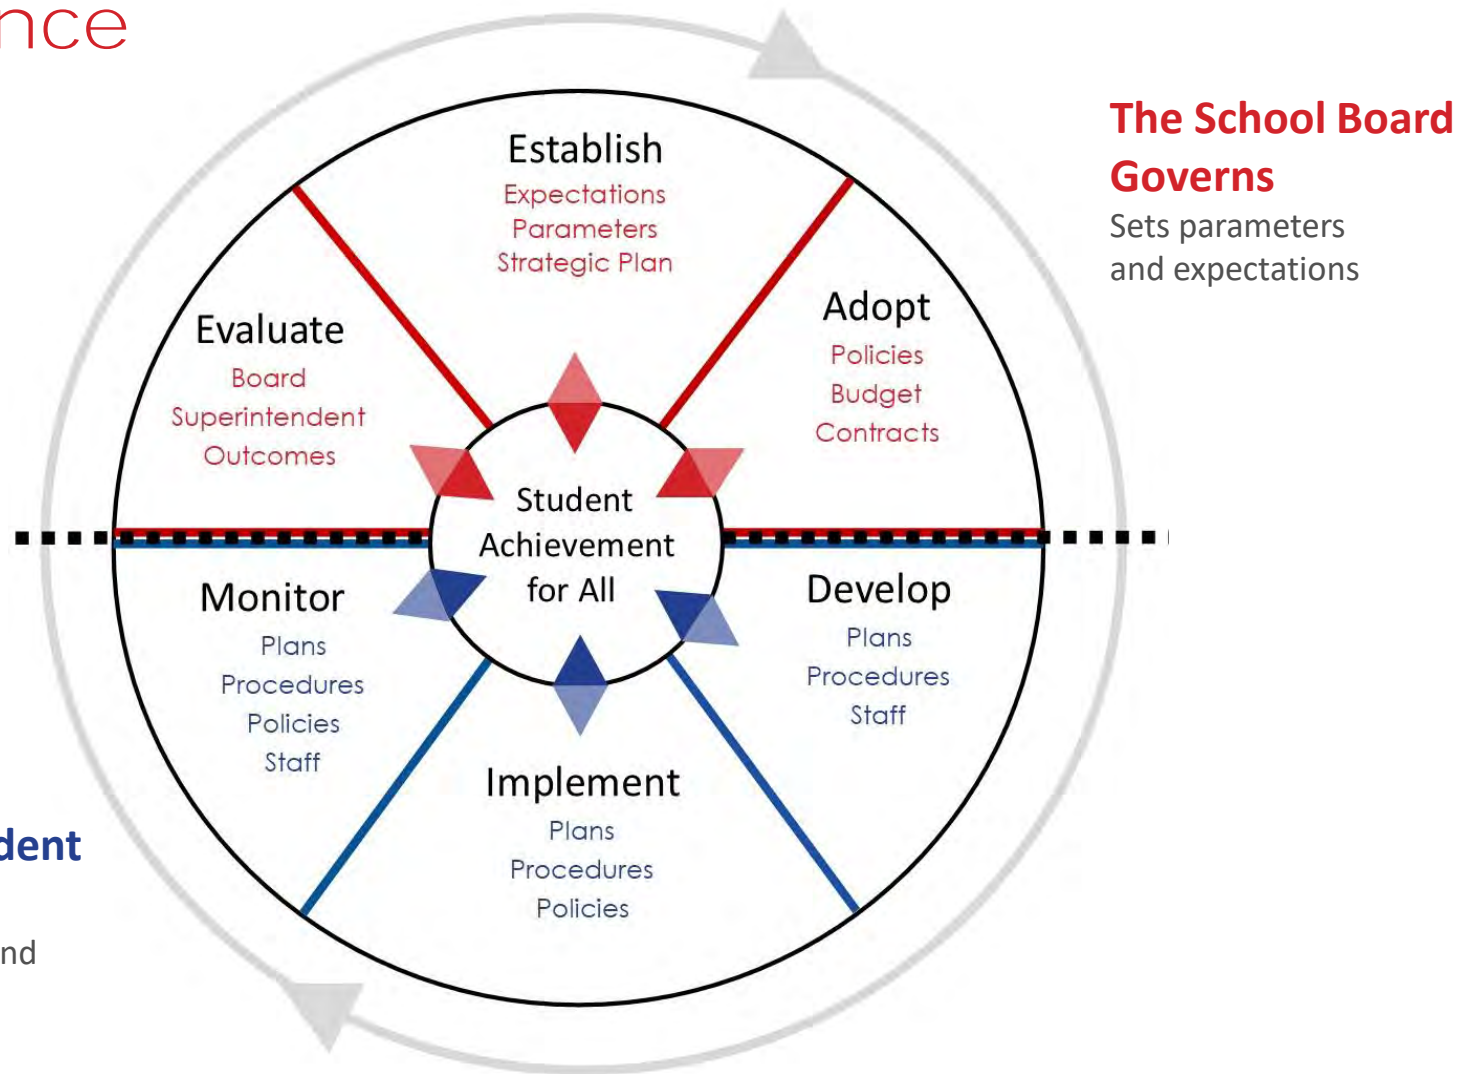 nce
The School Board
Governs
Sets parameters
and expectations
Establish
Expectations
Parameters
Strategic Plan
Adopt
Policies
Budget
Contracts
Evaluate
Board
Superintendent
Outcomes
Student
Achievement
for All
Monitor
Plans
Procedures
Policies
Staff
Develop
Plans
Procedures
Staff
Implement
Plans
Procedures
Policies
dent
nd